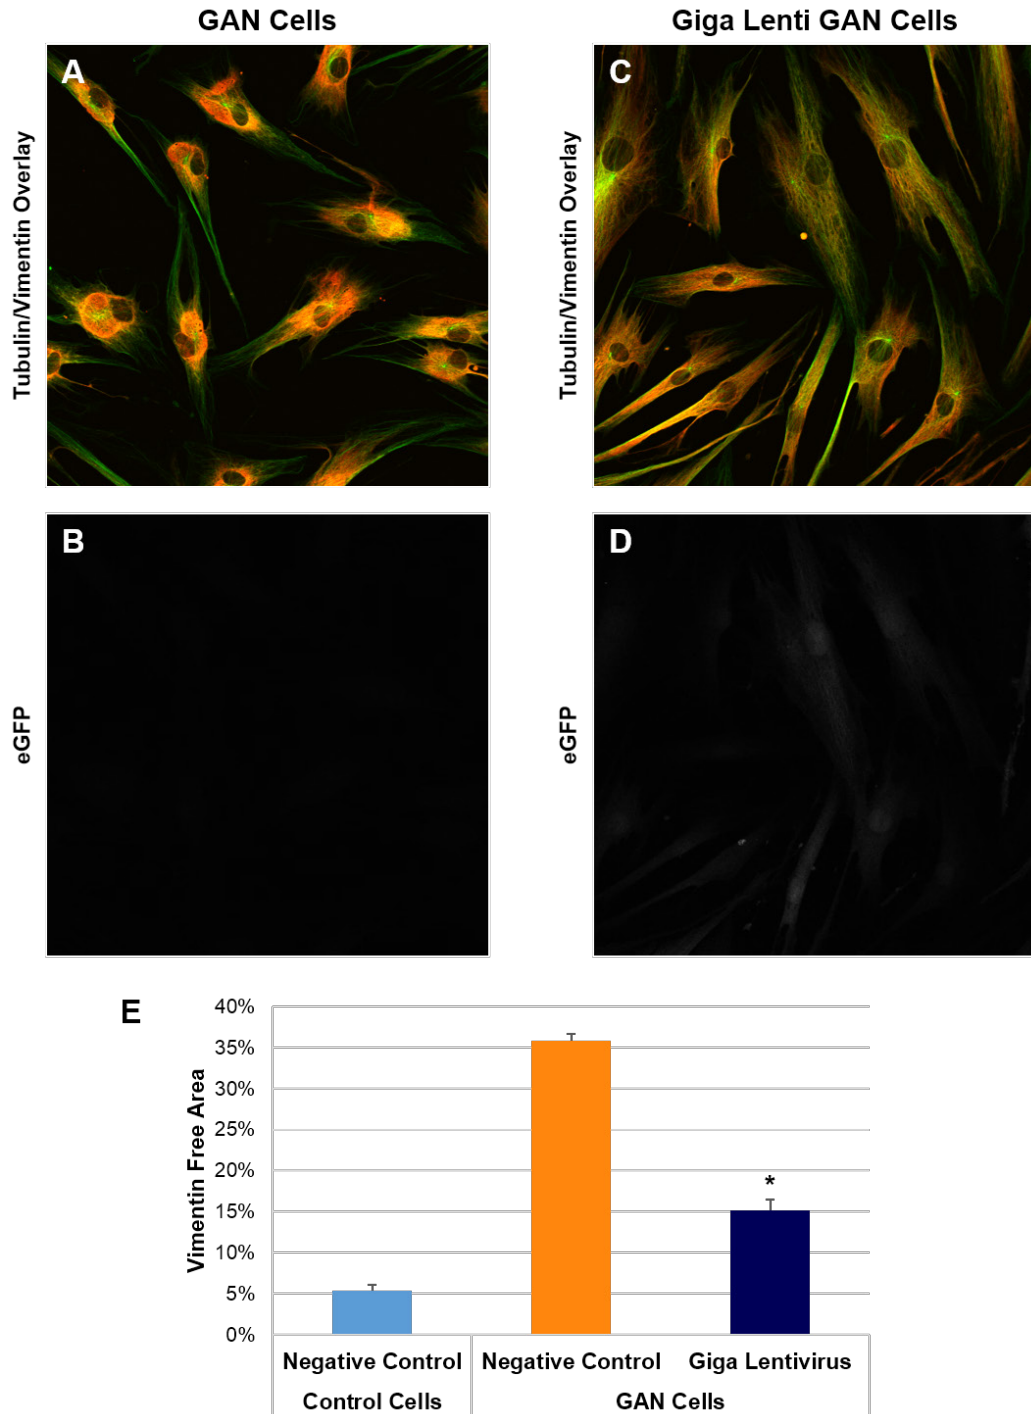 GAN Cells
Giga Lenti GAN Cells
Tubulin/Vimentin Overlay
A
Tubulin/Vimentin Overlay
C
eGFP
B
eGFP
D
E
Vimentin Free Area
40%
35%
30%
25%
20%
15%
10%
5%
0%
*
Negative Control
Negative Control
Giga Lentivirus
Control Cells
GAN Cells